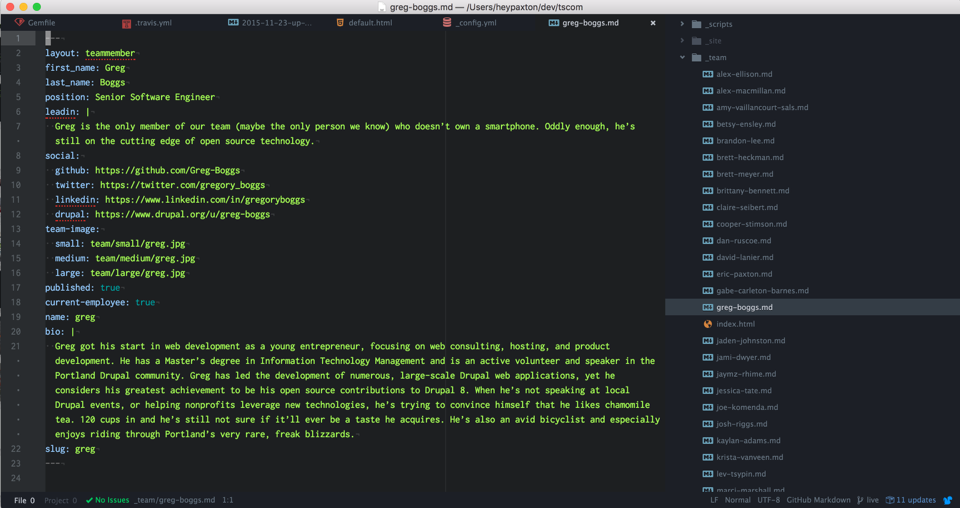 greg-boggs.md — /Users/heypaxton/dev/tscom
Gemfile
.travis.yml
2015-11-23-up-...
default.html
_config.yml
greg-boggs.md
1 ---
2 layout: teammember
3 first_name: Greg
4 last_name: Boggs
5 position: Senior Software Engineer
6 leadin: |
7 Greg is the only member of our team (maybe the only person we know) who doesn't own a smartphone. Oddly enough, he's
still on the cutting edge of open source technology.
8 social:
9 github: https://github.com/Greg-Boggs
10 twitter: https://twitter.com/gregory_boggs
11 linkedin: https://www.linkedin.com/in/gregoryboggs
12 drupal: https://www.drupal.org/u/greg-boggs
13 team-image:
14 small: team/small/greg.jpg
15 medium: team/medium/greg.jpg
16 large: team/large/greg.jpg
17 published: true
18 current-employee: true
19 name: greg
20 bio: |
21 Greg got his start in web development as a young entrepreneur, focusing on web consulting, hosting, and product
development. He has a Master's degree in Information Technology Management and is an active volunteer and speaker in the
Portland Drupal community. Greg has led the development of numerous, large-scale Drupal web applications, yet he
considers his greatest achievement to be his open source contributions to Drupal 8. When he's not speaking at local
Drupal events, or helping nonprofits leverage new technologies, he's trying to convince himself that he likes chamomile
tea. 120 cups in and he's still not sure if it'll ever be a taste he acquires. He's also an avid bicyclist and especially
enjoys riding through Portland's very rare, freak blizzards.
22 slug: greg
23 ---
24
_scripts
_site
_team
alex-ellison.md
alex-macmillan.md
amy-vaillancourt-sals.md
betsy-ensley.md
brandon-lee.md
brett-heckman.md
brett-meyer.md
brittany-bennett.md
claire-seibert.md
cooper-stimson.md
dan-ruscoe.md
david-lanier.md
eric-paxton.md
gabe-carleton-barnes.md
greg-boggs.md
index.html
jaden-johnston.md
jami-dwyer.md
jaymz-rhime.md
jessica-tate.md
joe-komenda.md
josh-riggs.md
kaylan-adams.md
krista-vanveen.md
lev-tsypin.md
marci-marshall.md
File 0 Project 0 No Issues _team/greg-boggs.md 1:1
LF Normal UTF-8 GitHub Markdown live 11 updates